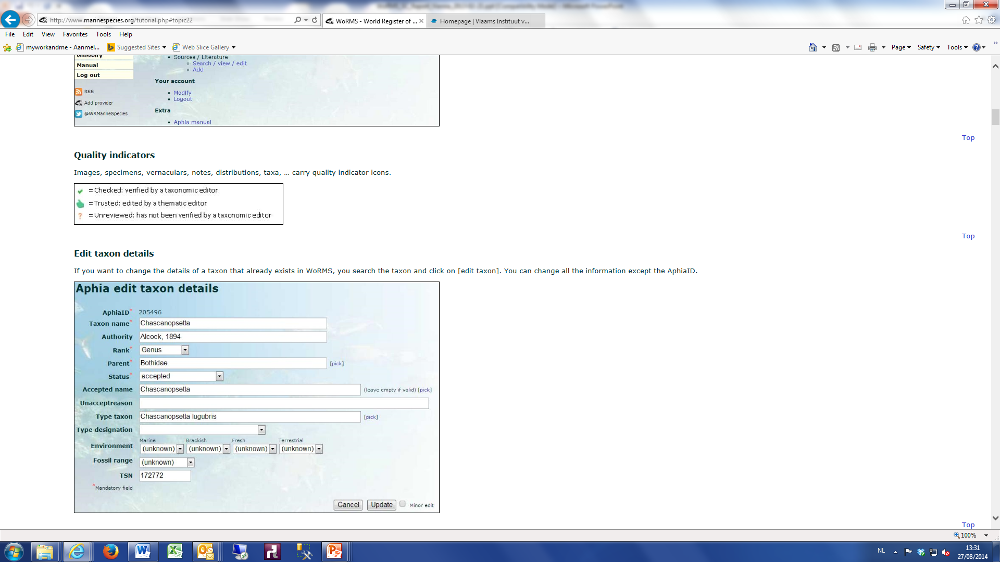 http://www.marinespecies.org/tutorial.php#topic22
WoRMS - World Register of ...
Homepage | Vlaams Instituut v...
File Edit View Favorites Tools Help
myworkandme - Aanmel...
Suggested Sites
Web Slice Gallery
Page Safety Tools
Glossary
Manual
Log out
RSS
Add provider
@WRMarineSpecies
Sources / Literature
Search / view / edit
Add
Your account
Modify
Logout
Extra
Aphia manual
Top
Quality indicators
Images, specimens, vernaculars, notes, distributions, taxa, ... carry quality indicator icons.
= Checked: verified by a taxonomic editor
= Trusted: edited by a thematic editor
? = Unreviewed: has not been verified by a taxonomic editor
Top
Edit taxon details
If you want to change the details of a taxon that already exists in WoRMS, you search the taxon and click on [edit taxon]. You can change all the information except the AphiaID.
Aphia edit taxon details
AphiaID* 205496
Taxon name* Chascanopsetta
Authority Alcock, 1894
Rank* Genus
Parent* Bothidae [pick]
Status* accepted
Accepted name Chascanopsetta (leave empty if valid) [pick]
Unacceptreason
Type taxon Chascanopsetta lugubris [pick]
Type designation
Marine Brackish Fresh Terrestrial
Environment (unknown) (unknown) (unknown) (unknown)
Fossil range (unknown)
TSN 172772
*Mandatory field
Cancel Update Minor edit
Top
100%
NL
13:31
27/08/2014